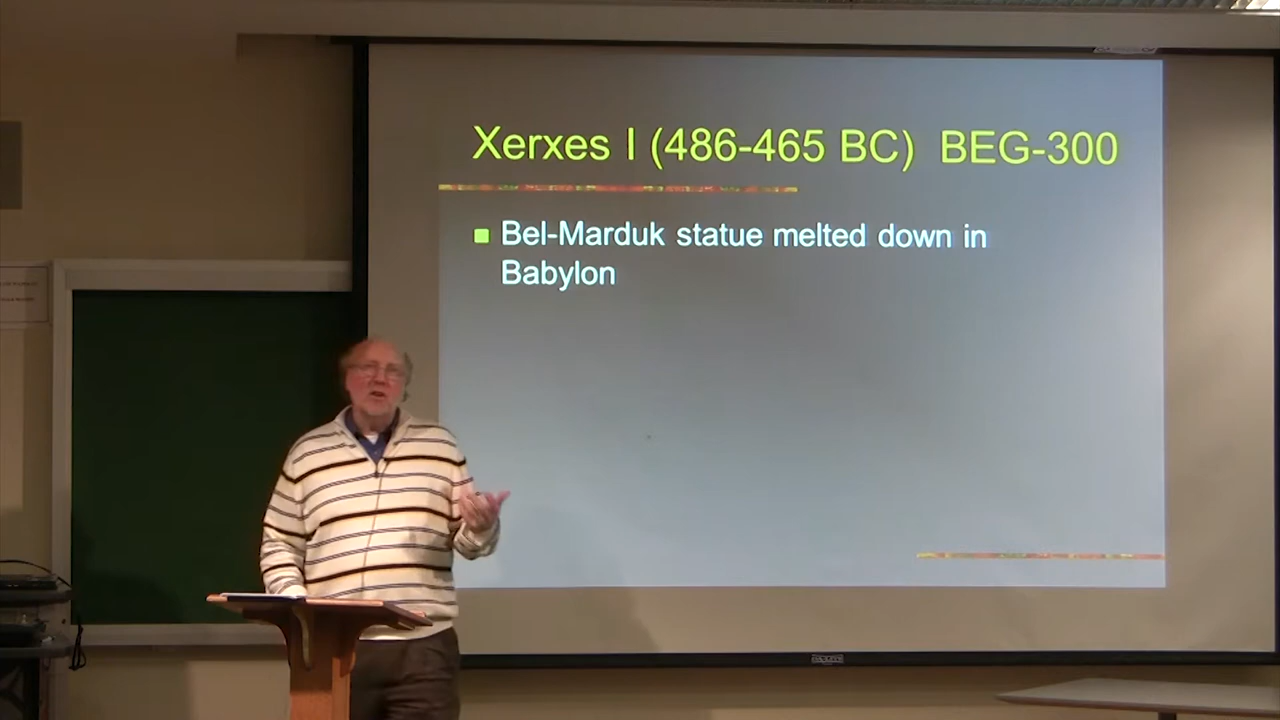 Xerxes I (486-465 BC) BEG-300
Bel-Marduk statue melted down in
Babylon